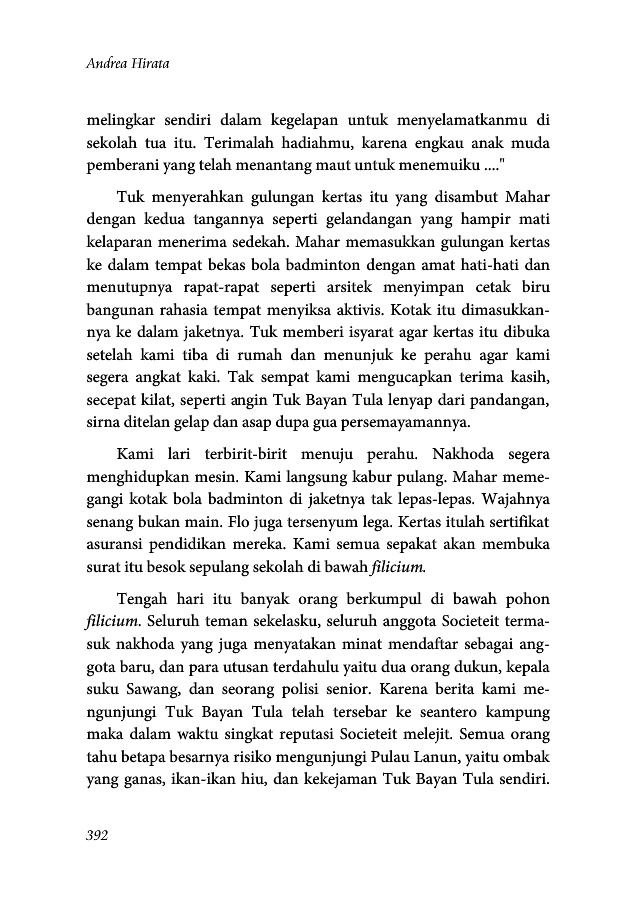 Andrea Hirata
melingkar sendiri dalam kegelapan untuk menyelamatkanmu di
sekolah tua itu. Terimalah hadiahmu, karena engkau anak muda
pemberani yang telah menantang maut untuk menemuiku ...."
Tuk menyerahkan gulungan kertas itu yang disambut Mahar
dengan kedua tangannya seperti gelandangan yang hampir mati
kelaparan menerima sedekah. Mahar memasukkan gulungan kertas
ke dalam tempat bekas bola badminton dengan amat hati-hati dan
menutupnya rapat-rapat seperti arsitek menyimpan cetak biru
bangunan rahasia tempat menyiksa aktivis. Kotak itu dimasukkan-
nya ke dalam jaketnya. Tuk memberi isyarat agar kertas itu dibuka
setelah kami tiba di rumah dan menunjuk ke perahu agar kami
segera angkat kaki. Tak sempat kami mengucapkan terima kasih,
secepat kilat, seperti angin Tuk Bayan Tula lenyap dari pandangan,
sirna ditelan gelap dan asap dupa gua persemayamannya.
Kami lari terbirit-birit menuju perahu. Nakhoda segera
menghidupkan mesin. Kami langsung kabur pulang. Mahar meme-
gangi kotak bola badminton di jaketnya tak lepas-lepas. Wajahnya
senang bukan main. Flo juga tersenyum lega. Kertas itulah sertifikat
asuransi pendidikan mereka. Kami semua sepakat akan membuka
surat itu besok sepulang sekolah di bawah filicium.
Tengah hari itu banyak orang berkumpul di bawah pohon
filicium. Seluruh teman sekelasku, seluruh anggota Societeit terma-
suk nakhoda yang juga menyatakan minat mendaftar sebagai ang-
gota baru, dan para utusan terdahulu yaitu dua orang dukun, kepala
suku Sawang, dan seorang polisi senior. Karena berita kami me-
ngunjungi Tuk Bayan Tula telah tersebar ke seantero kampung
maka dalam waktu singkat reputasi Societeit melejit. Semua orang
tahu betapa besarnya risiko mengunjungi Pulau Lanun, yaitu ombak
yang ganas, ikan-ikan hiu, dan kekejaman Tuk Bayan Tula sendiri.
392